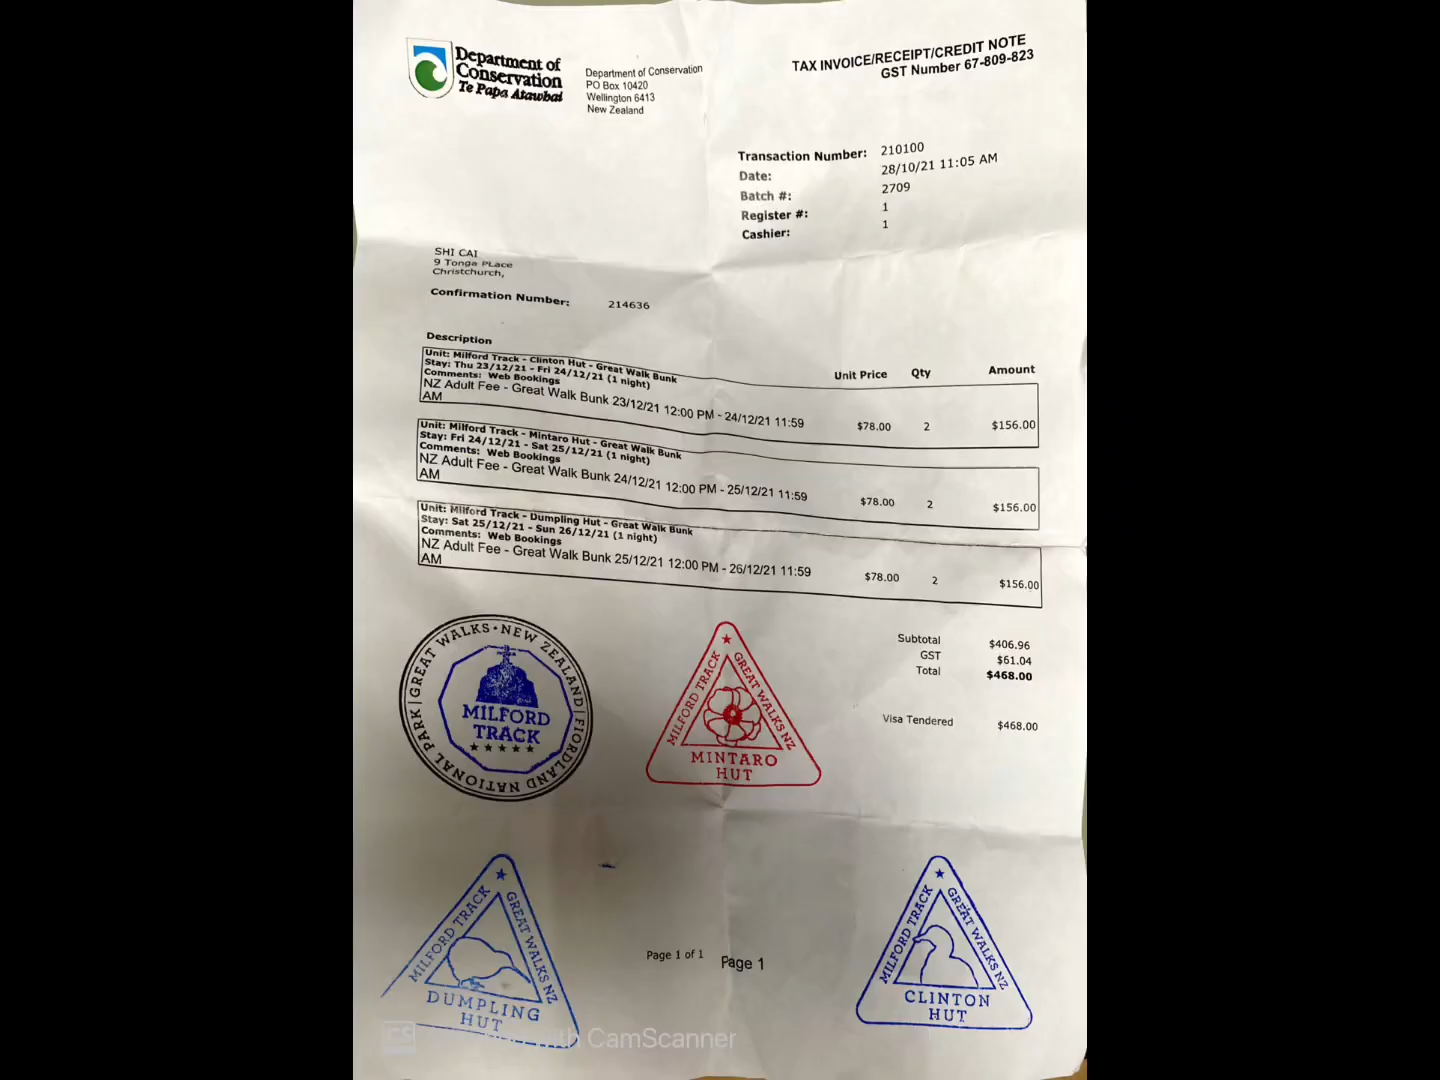 Department of
Conservation
Te Papa Atawhai
Department of Conservation
PO Box 10420
Wellington 6413
New Zealand
TAX INVOICE/RECEIPT/CREDIT NOTE
GST Number 67-809-823
Transaction Number: 210100
Date: 28/10/21 11:05 AM
Batch #: 2709
Register #: 1
Cashier: 1
SHI CAI
9 Tonga PLace
Christchurch,
Confirmation Number: 214636
Description Unit Price Qty Amount
Unit: Milford Track - Clinton Hut - Great Walk Bunk
Stay: Thu 23/12/21 - Fri 24/12/21 (1 night)
Comments: Web Bookings
NZ Adult Fee - Great Walk Bunk 23/12/21 12:00 PM - 24/12/21 11:59 $78.00 2 $156.00
AM
Unit: Milford Track - Mintaro Hut - Great Walk Bunk
Stay: Fri 24/12/21 - Sat 25/12/21 (1 night)
Comments: Web Bookings
NZ Adult Fee - Great Walk Bunk 24/12/21 12:00 PM - 25/12/21 11:59 $78.00 2 $156.00
AM
Unit: Milford Track - Dumpling Hut - Great Walk Bunk
Stay: Sat 25/12/21 - Sun 26/12/21 (1 night)
Comments: Web Bookings
NZ Adult Fee - Great Walk Bunk 25/12/21 12:00 PM - 26/12/21 11:59 $78.00 2 $156.00
AM
Subtotal $406.96
GST $61.04
Total $468.00
Visa Tendered $468.00
GREAT WALKS • NEW ZEALAND | FIORDLAND NATIONAL PARK |
MILFORD
TRACK
MILFORD TRACK GREAT WALKS NZ
MINTARO
HUT
MILFORD TRACK GREAT WALKS NZ
DUMPLING
HUT
Page 1 of 1 Page 1
MILFORD TRACK GREAT WALKS NZ
CLINTON
HUT
CS with CamScanner